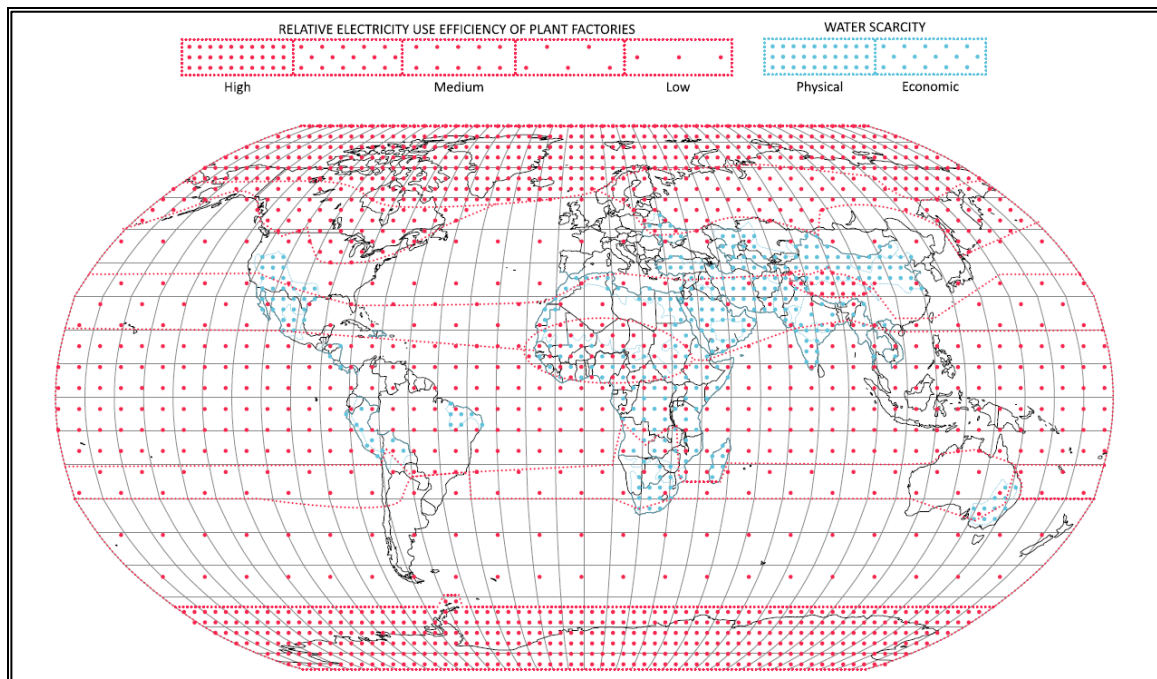 RELATIVE ELECTRICITY USE EFFICIENCY OF PLANT FACTORIES
WATER SCARCITY
High
Medium
Low
Physical
Economic